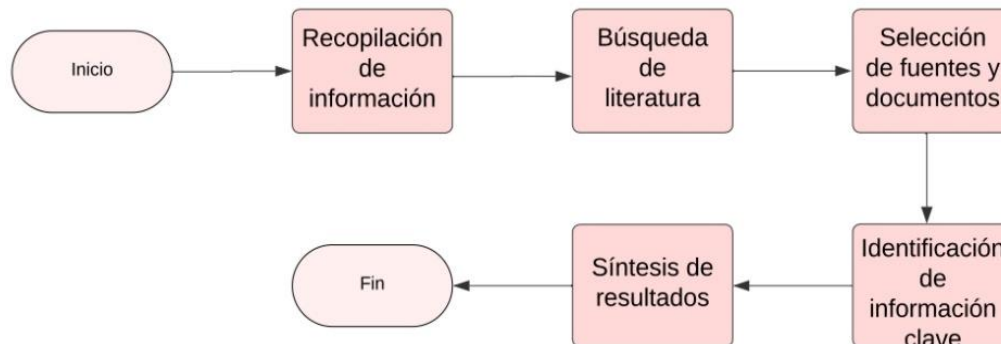 Inicio
Recopilación
de
información
Búsqueda
de
literatura
Selección
de fuentes y
documentos
Identificación
de
información
clave
Síntesis de
resultados
Fin